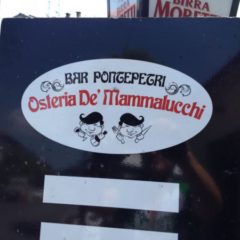 BIRRA
MORETTI
BAR PONTEPETRI
Osteria De' Mammalucchi